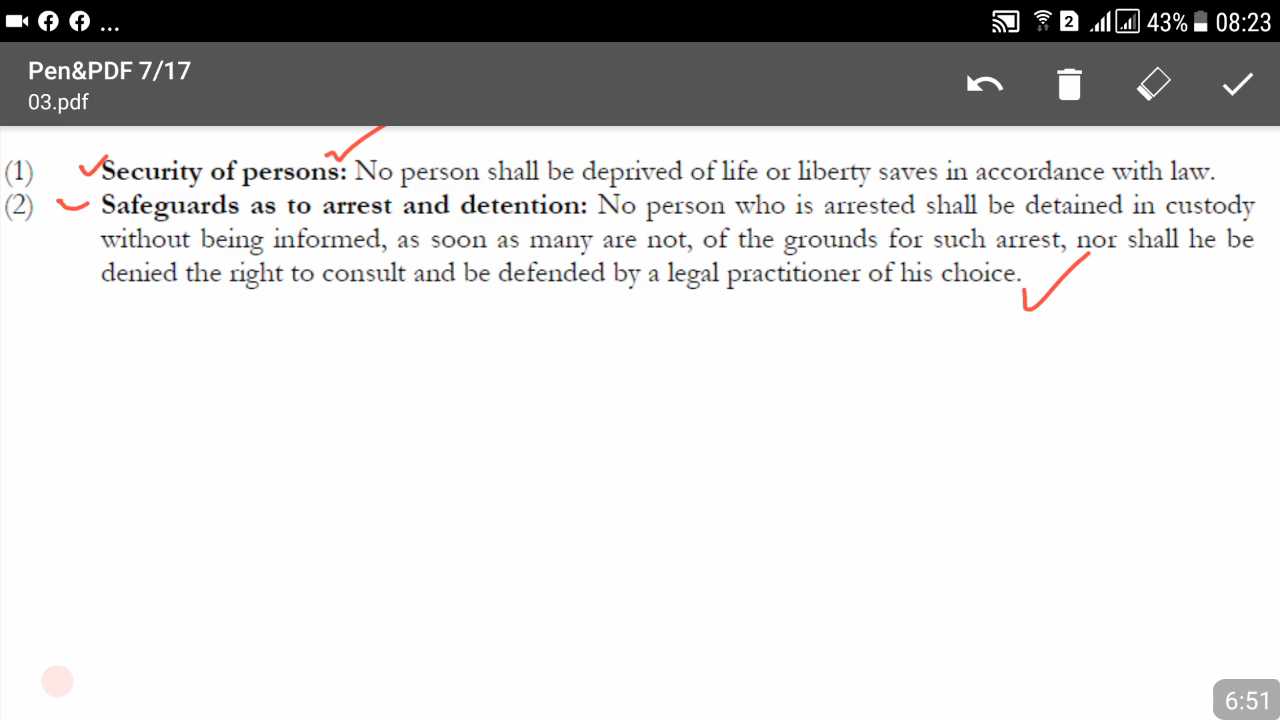 ... 2 43% 08:23
Pen&PDF 7/17
03.pdf
(1) Security of persons: No person shall be deprived of life or liberty saves in accordance with law.
(2) Safeguards as to arrest and detention: No person who is arrested shall be detained in custody
without being informed, as soon as many are not, of the grounds for such arrest, nor shall he be
denied the right to consult and be defended by a legal practitioner of his choice.
6:51